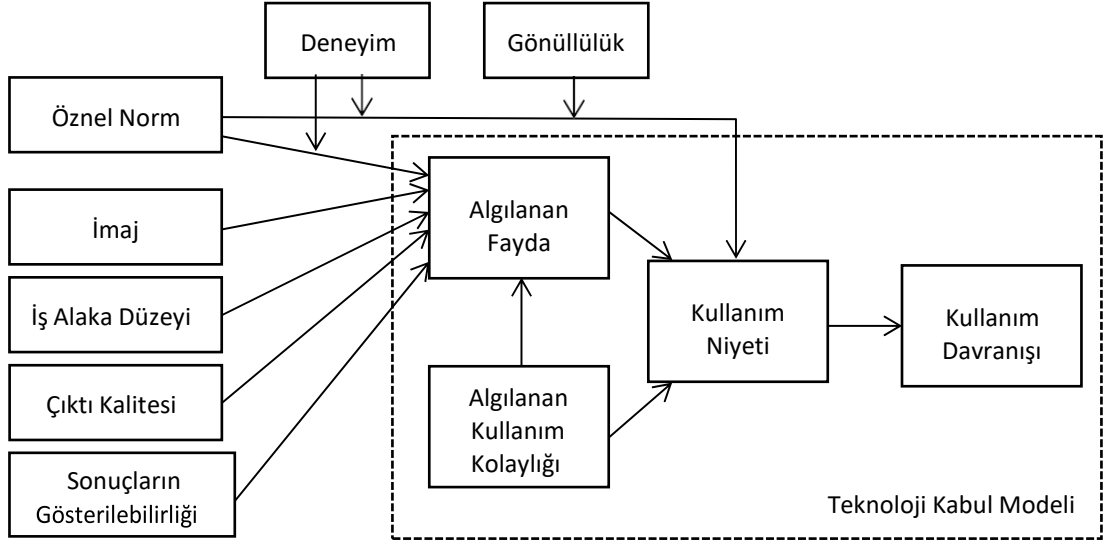 Deneyim
Gönüllülük
Öznel Norm
İmaj
İş Alaka Düzeyi
Çıktı Kalitesi
Sonuçların
Gösterilebilirliği
Algılanan
Fayda
Algılanan
Kullanım
Kolaylığı
Kullanım
Niyeti
Kullanım
Davranışı
Teknoloji Kabul Modeli